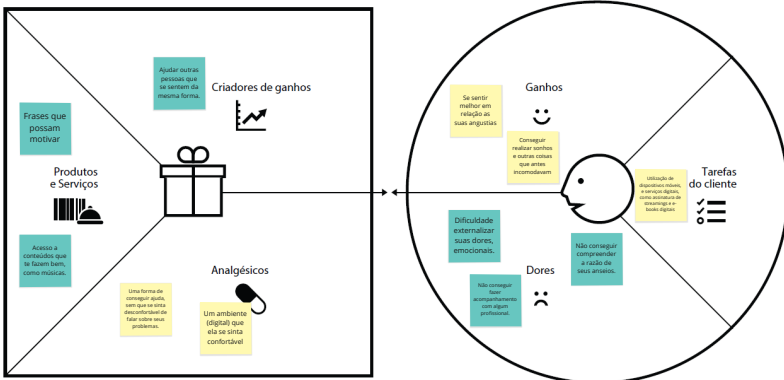 Ajudar outras
pessoas que
se sentem da
mesma forma.
Criadores de ganhos
Frases que
possam
motivar
Produtos
e Serviços
Acesso a
conteúdos que
te fazem bem,
como músicas.
Analgésicos
Uma forma de
conseguir ajuda,
sem que se sinta
desconfortável de
falar sobre seus
problemas.
Um ambiente
(digital) que
ela se sinta
confortável
Ganhos
Se sentir
melhor em
relação as
suas angustias
Conseguir
realizar sonhos
e outras coisas
que antes
incomodavam
Tarefas
do cliente
Utilização de
dispositivos móveis,
e serviços digitais,
como assinatura de
streamings e e-
books digitais
Dificuldade
externalizar
suas dores,
emocionais.
Não conseguir
compreender
a razão de
seus anseios.
Dores
Não conseguir
fazer
acompanhamento
com algum
profissional.